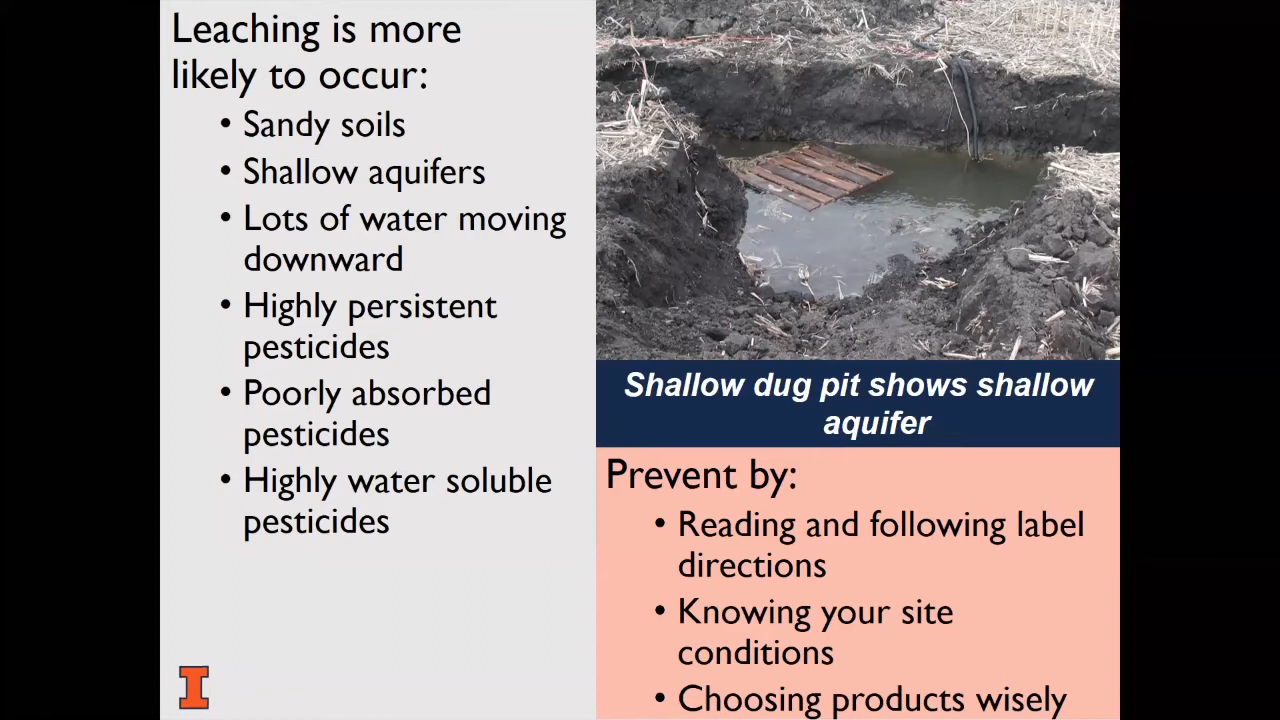 Leaching is more
likely to occur:
• Sandy soils
• Shallow aquifers
• Lots of water moving
downward
• Highly persistent
pesticides
• Poorly absorbed
pesticides
• Highly water soluble
pesticides
Shallow dug pit shows shallow
aquifer
Prevent by:
• Reading and following label
directions
• Knowing your site
conditions
• Choosing products wisely
I